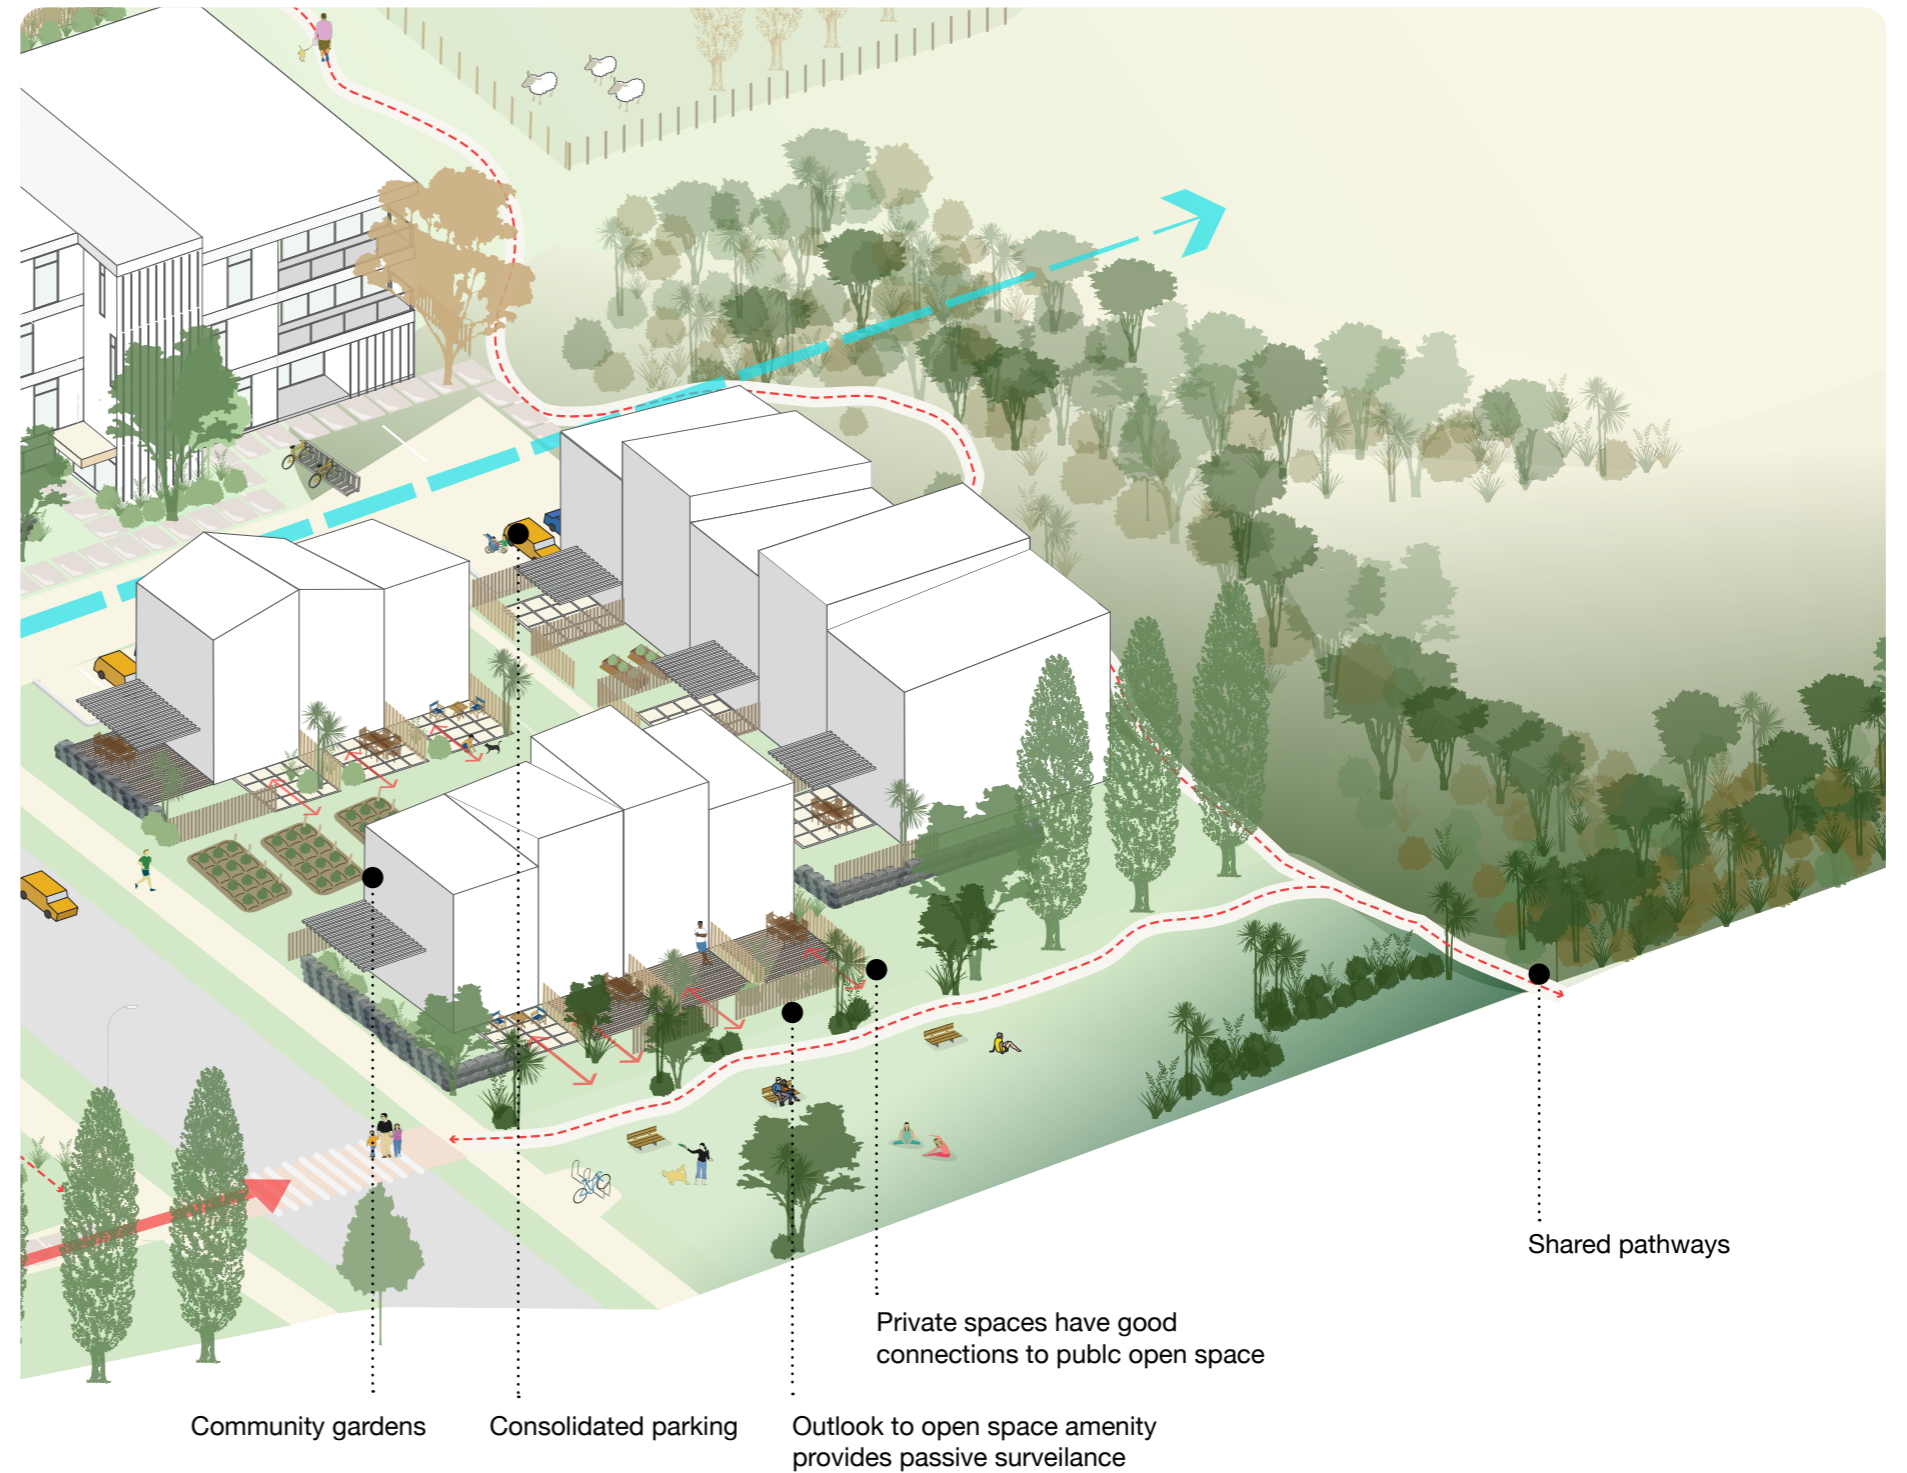 Shared pathways
Private spaces have good
connections to publc open space
Community gardens
Consolidated parking
Outlook to open space amenity
provides passive surveilance